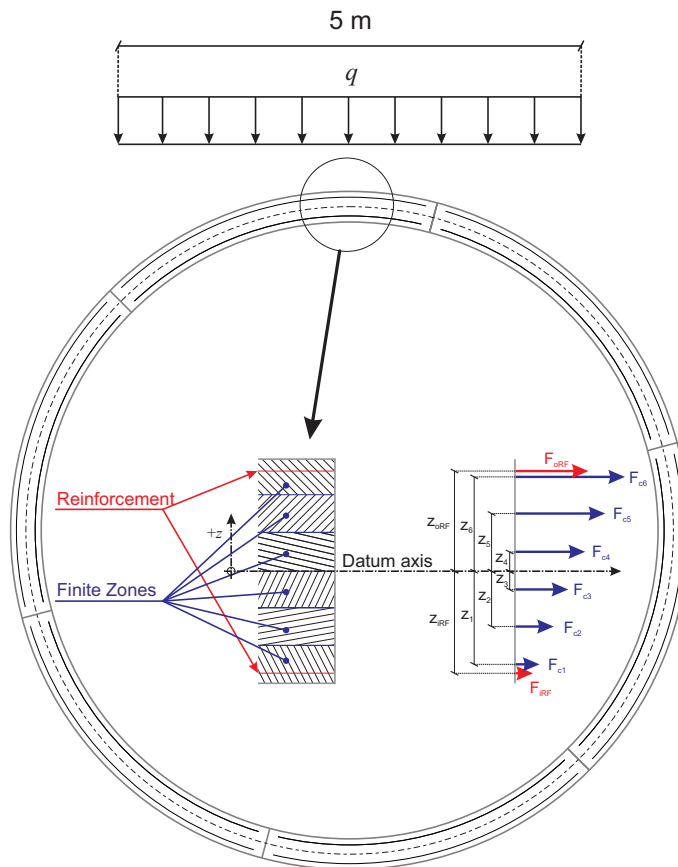 5 m
q
Reinforcement
+z
Finite Zones
Datum axis
z_oRF
z_6
z_5
z_4
z_3
z_2
z_1
z_iRF
F_oRF
F_c6
F_c5
F_c4
F_c3
F_c2
F_c1
F_iRF